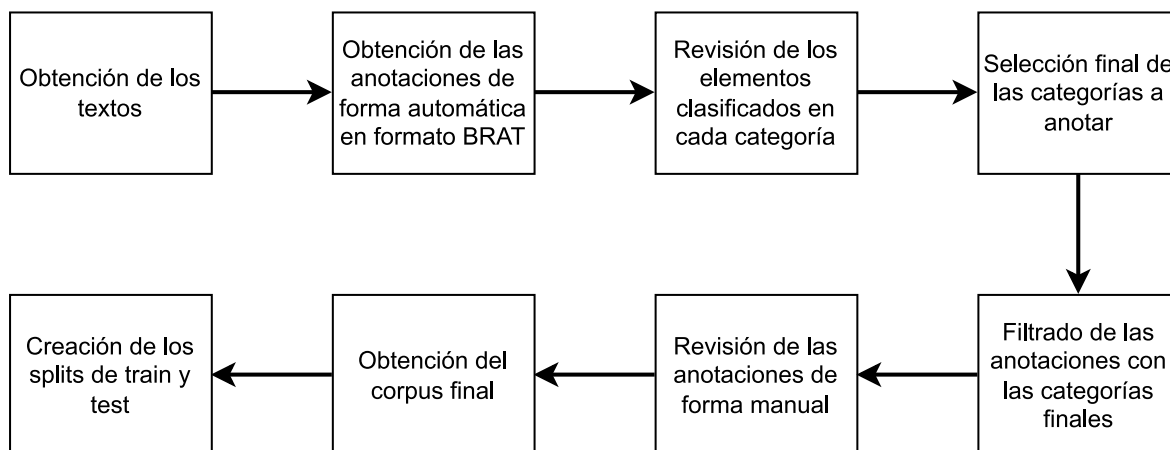 Obtención de los
textos
Obtención de las
anotaciones de
forma automática
en formato BRAT
Revisión de los
elementos
clasificados en
cada categoría
Selección final de
las categorías a
anotar
Filtrado de las
anotaciones con
las categorías
finales
Revisión de las
anotaciones de
forma manual
Obtención del
corpus final
Creación de los
splits de train y
test